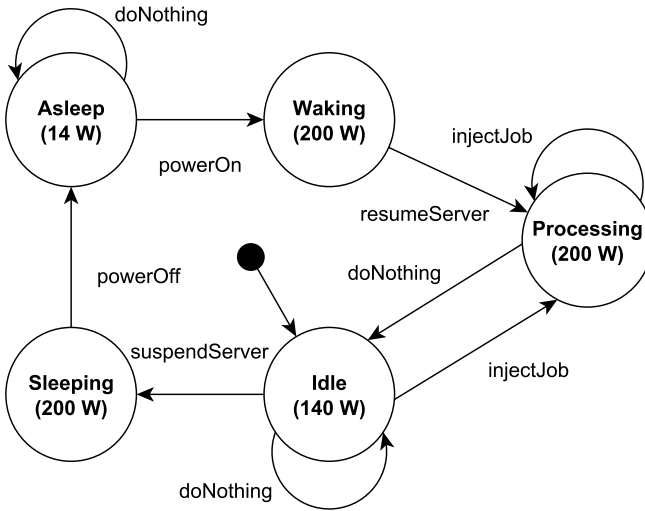 doNothing
Asleep
(14 W)
Waking
(200 W)
injectJob
powerOn
resumeServer
Processing
(200 W)
doNothing
powerOff
suspendServer
injectJob
Sleeping
(200 W)
Idle
(140 W)
doNothing